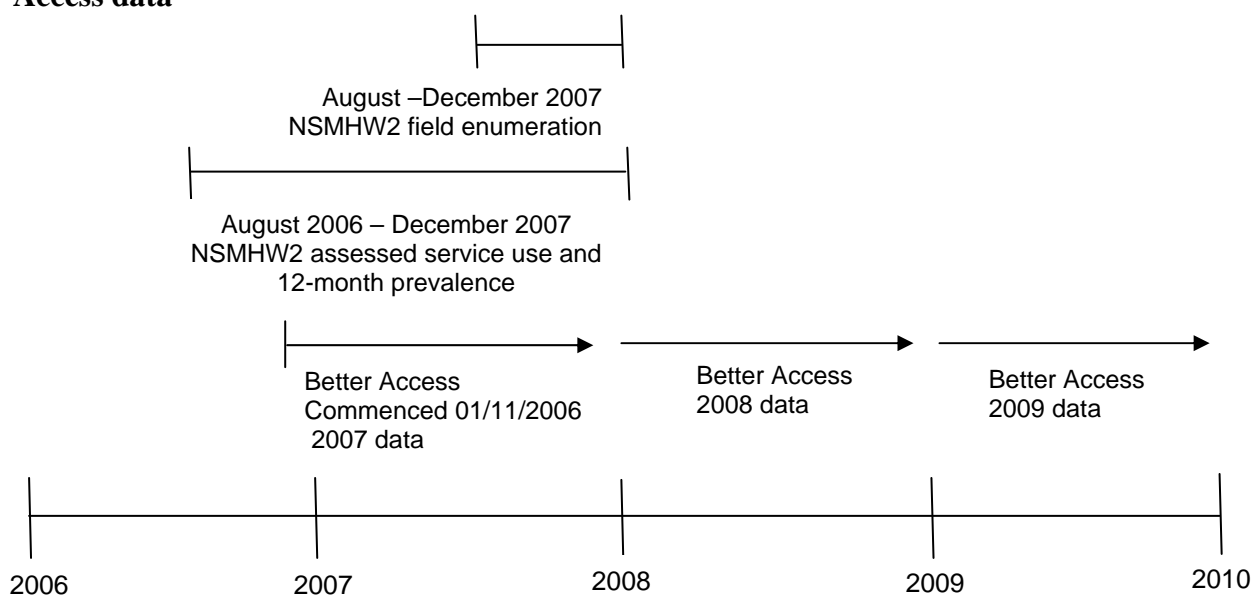 Access data
August –December 2007
NSMHW2 field enumeration
August 2006 – December 2007
NSMHW2 assessed service use and
12-month prevalence
Better Access
Commenced 01/11/2006
2007 data
Better Access
2008 data
Better Access
2009 data
2006
2007
2008
2009
2010